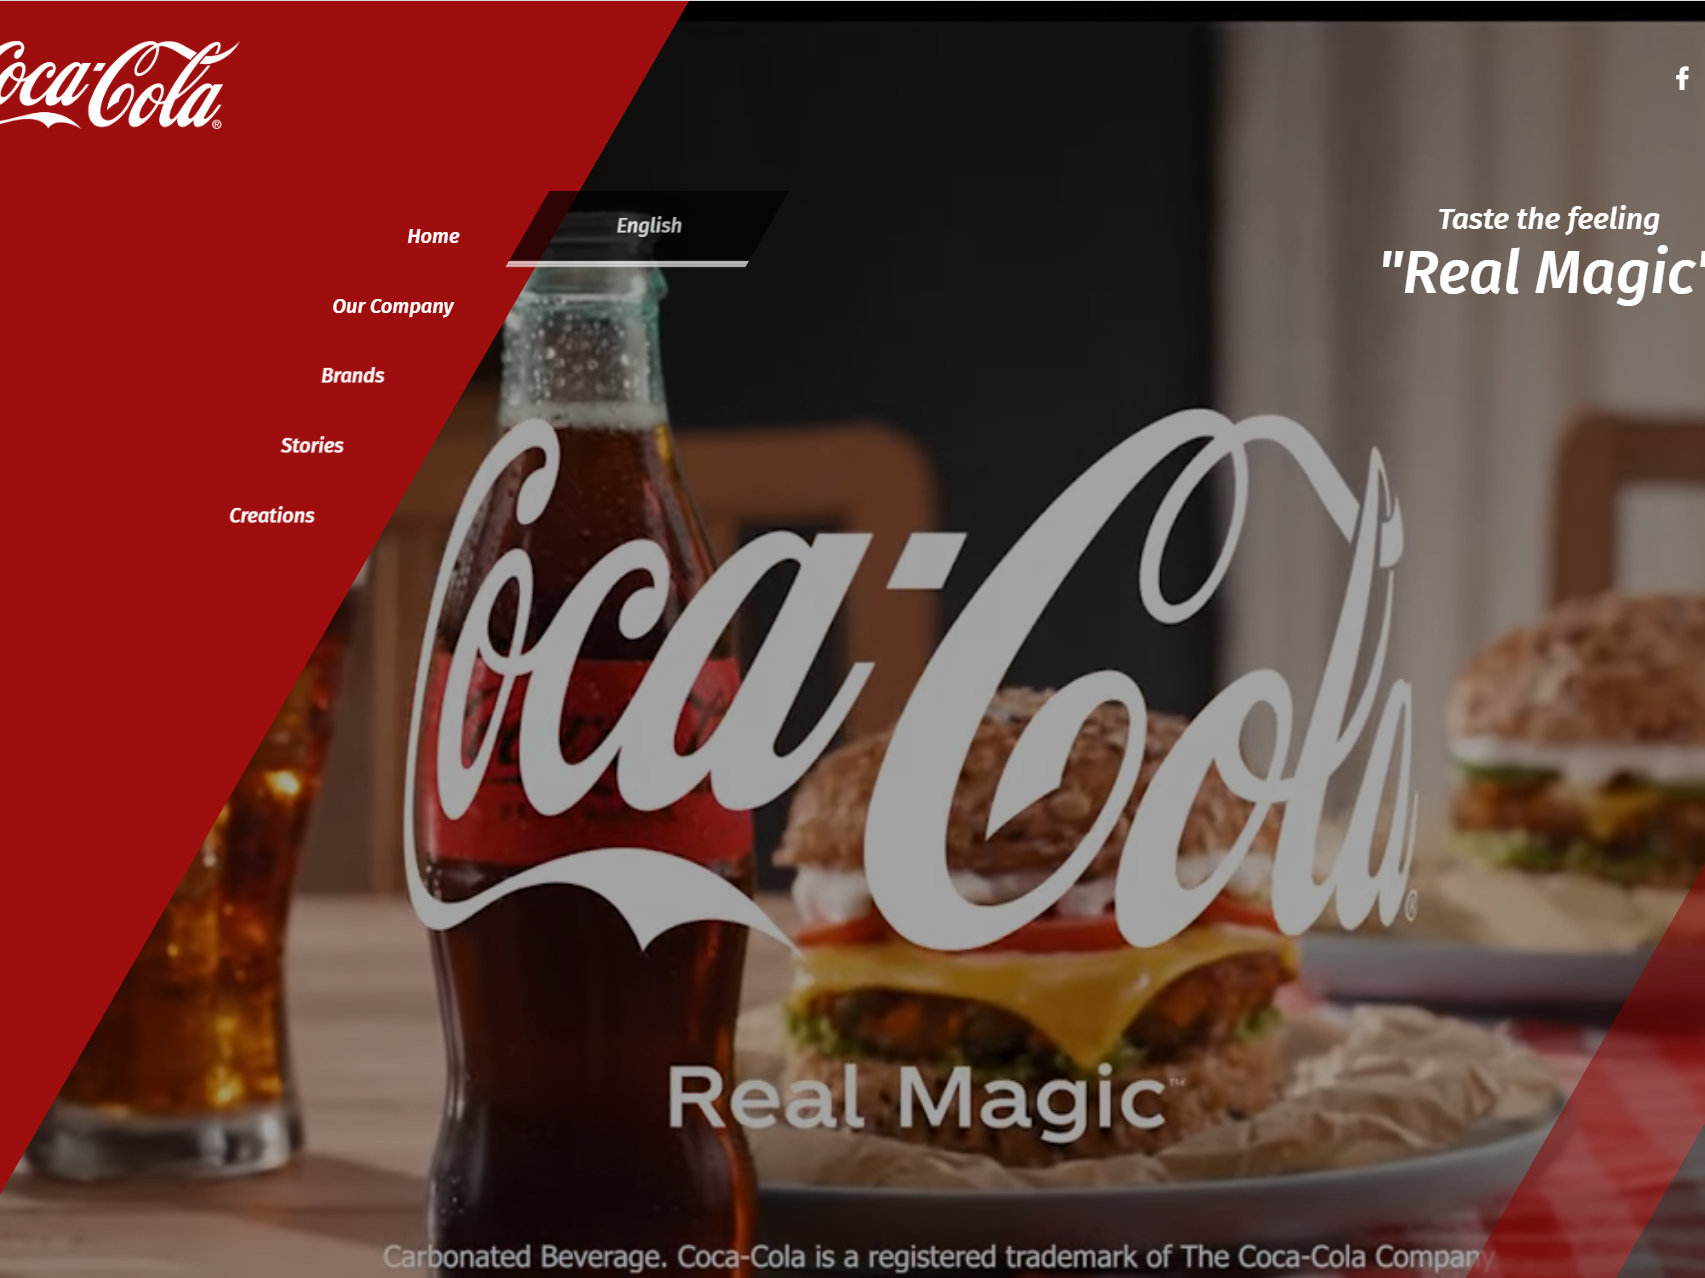 Coca-Cola®
f
Home
English
Our Company
Brands
Stories
Creations
Taste the feeling
"Real Magic"
Coca-Cola®
Real Magic™
Carbonated Beverage. Coca-Cola is a registered trademark of The Coca-Cola Company